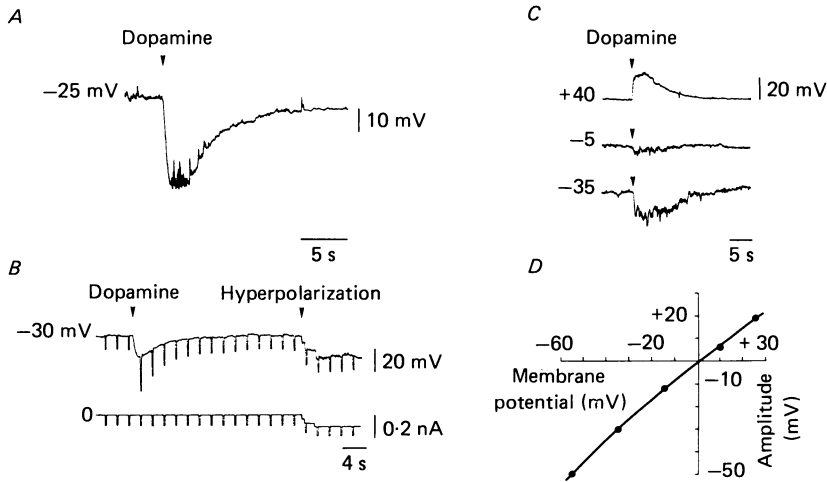 A
Dopamine
−25 mV
10 mV
5 s
B
Dopamine Hyperpolarization
−30 mV
20 mV
0
0·2 nA
4 s
C
Dopamine
+40
20 mV
−5
−35
5 s
D
+20
−60 −20 +30
Membrane
potential (mV)
−10
−50
Amplitude
(mV)